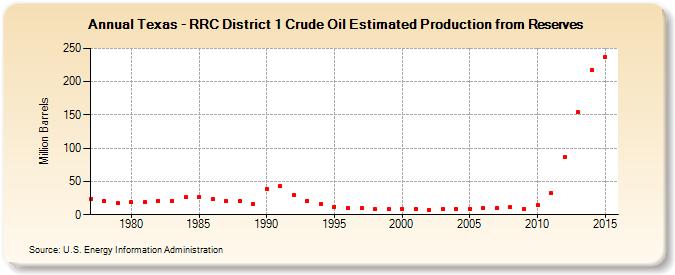 Annual Texas - RRC District 1 Crude Oil Estimated Production from Reserves
Million Barrels
250
200
150
100
50
0
1980 1985 1990 1995 2000 2005 2010 2015
Source: U.S. Energy Information Administration